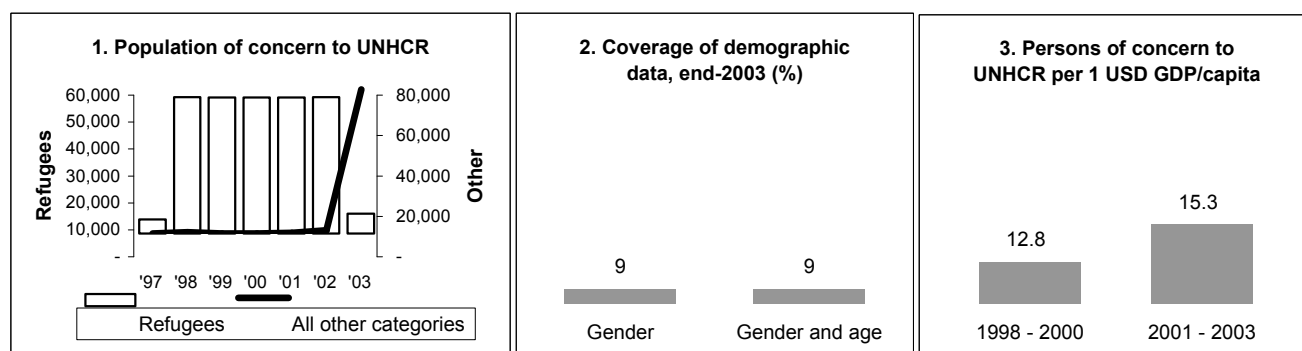 1. Population of concern to UNHCR
60,000
50,000
40,000
30,000
20,000
10,000
-
Refugees
80,000
60,000
40,000
20,000
-
Other
'97 '98 '99 '00 '01 '02 '03
Refugees All other categories
2. Coverage of demographic
data, end-2003 (%)
9 9
Gender Gender and age
3. Persons of concern to
UNHCR per 1 USD GDP/capita
12.8
15.3
1998 - 2000 2001 - 2003